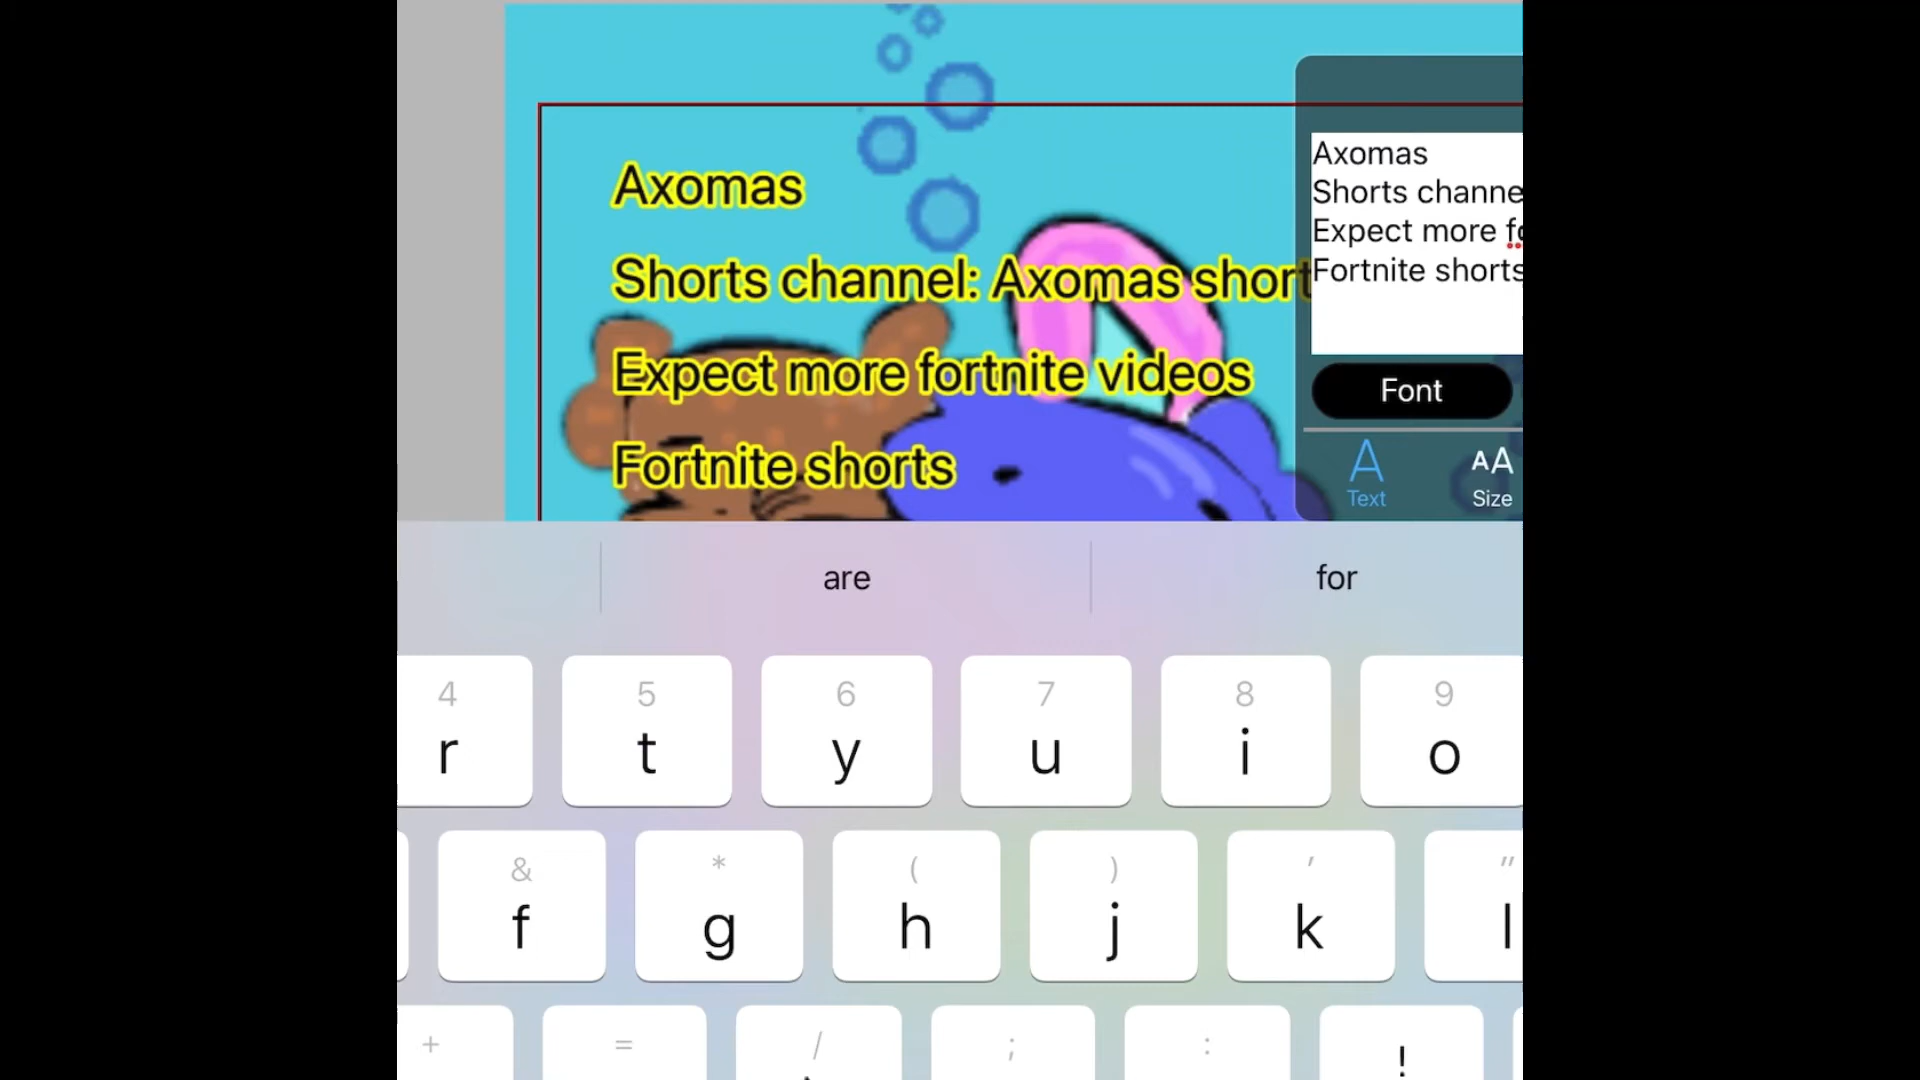 Axomas
Shorts channel: Axomas short
Expect more fortnite videos
Fortnite shorts
Axomas
Shorts channe
Expect more fo
Fortnite shorts
Font
A
Text
AA
Size
are
for
4 5 6 7 8 9
r t y u i o
& * ( ) ' "
f g h j k l
+ = / ; : !